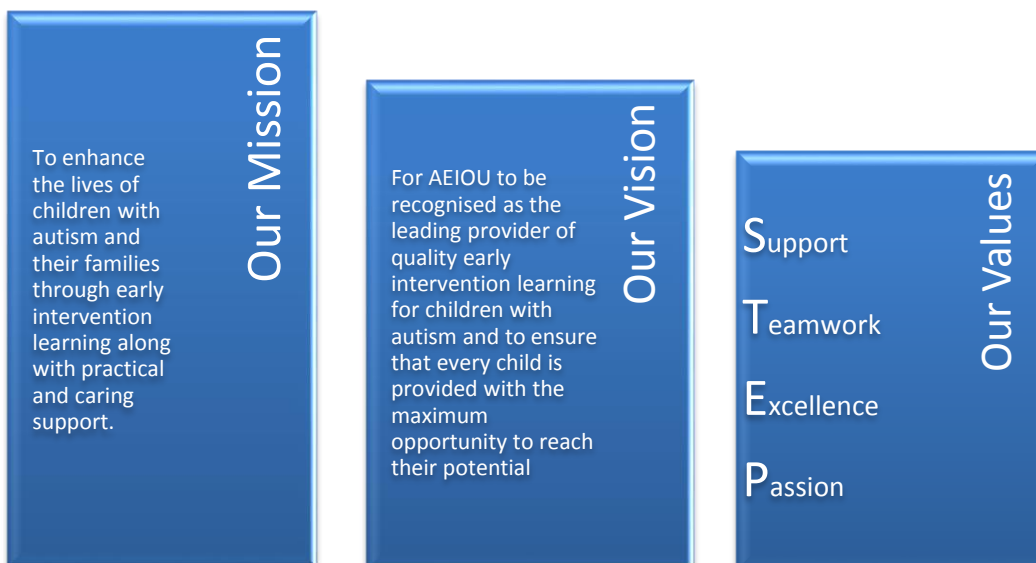 Our Mission
To enhance
the lives of
children with
autism and
their families
through early
intervention
learning along
with practical
and caring
support.
Our Vision
For AEIOU to be
recognised as the
leading provider of
quality early
intervention learning
for children with
autism and to ensure
that every child is
provided with the
maximum
opportunity to reach
their potential
Our Values
Support
Teamwork
Excellence
Passion